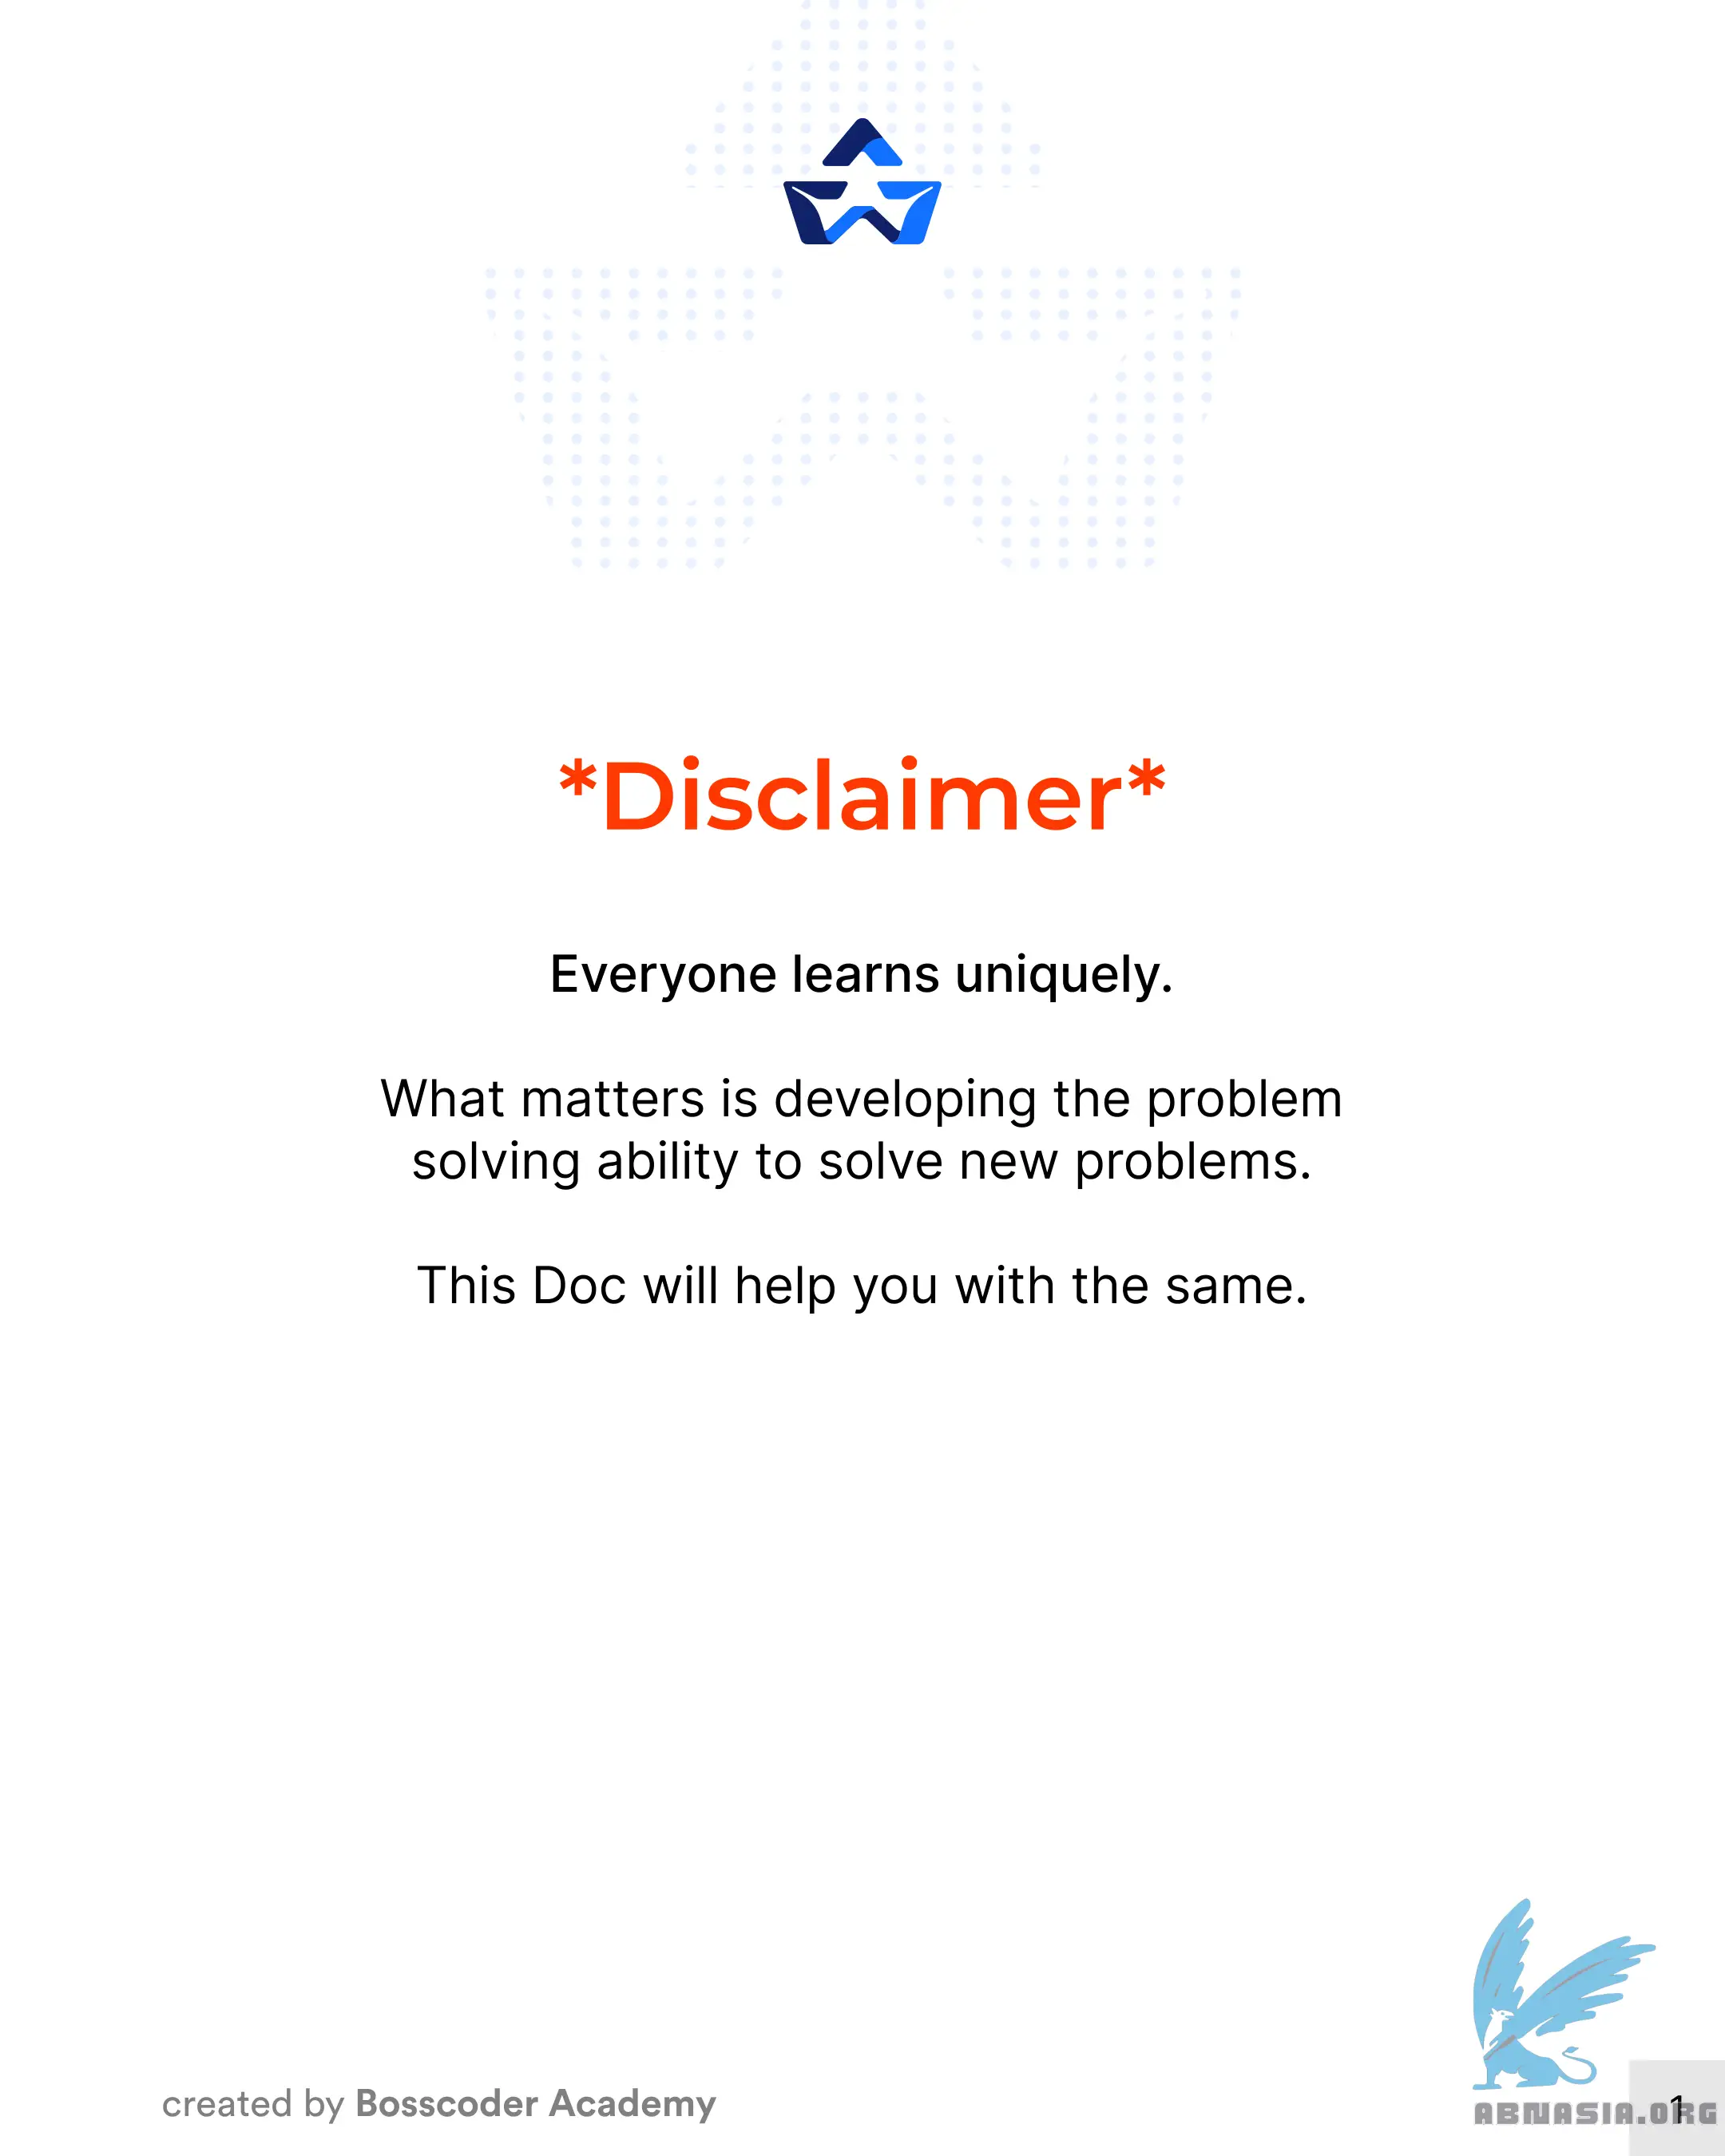 *Disclaimer*
Everyone learns uniquely.
What matters is developing the problem
solving ability to solve new problems.
This Doc will help you with the same.
created by Bosscoder Academy
1
ABMASIA.ORG